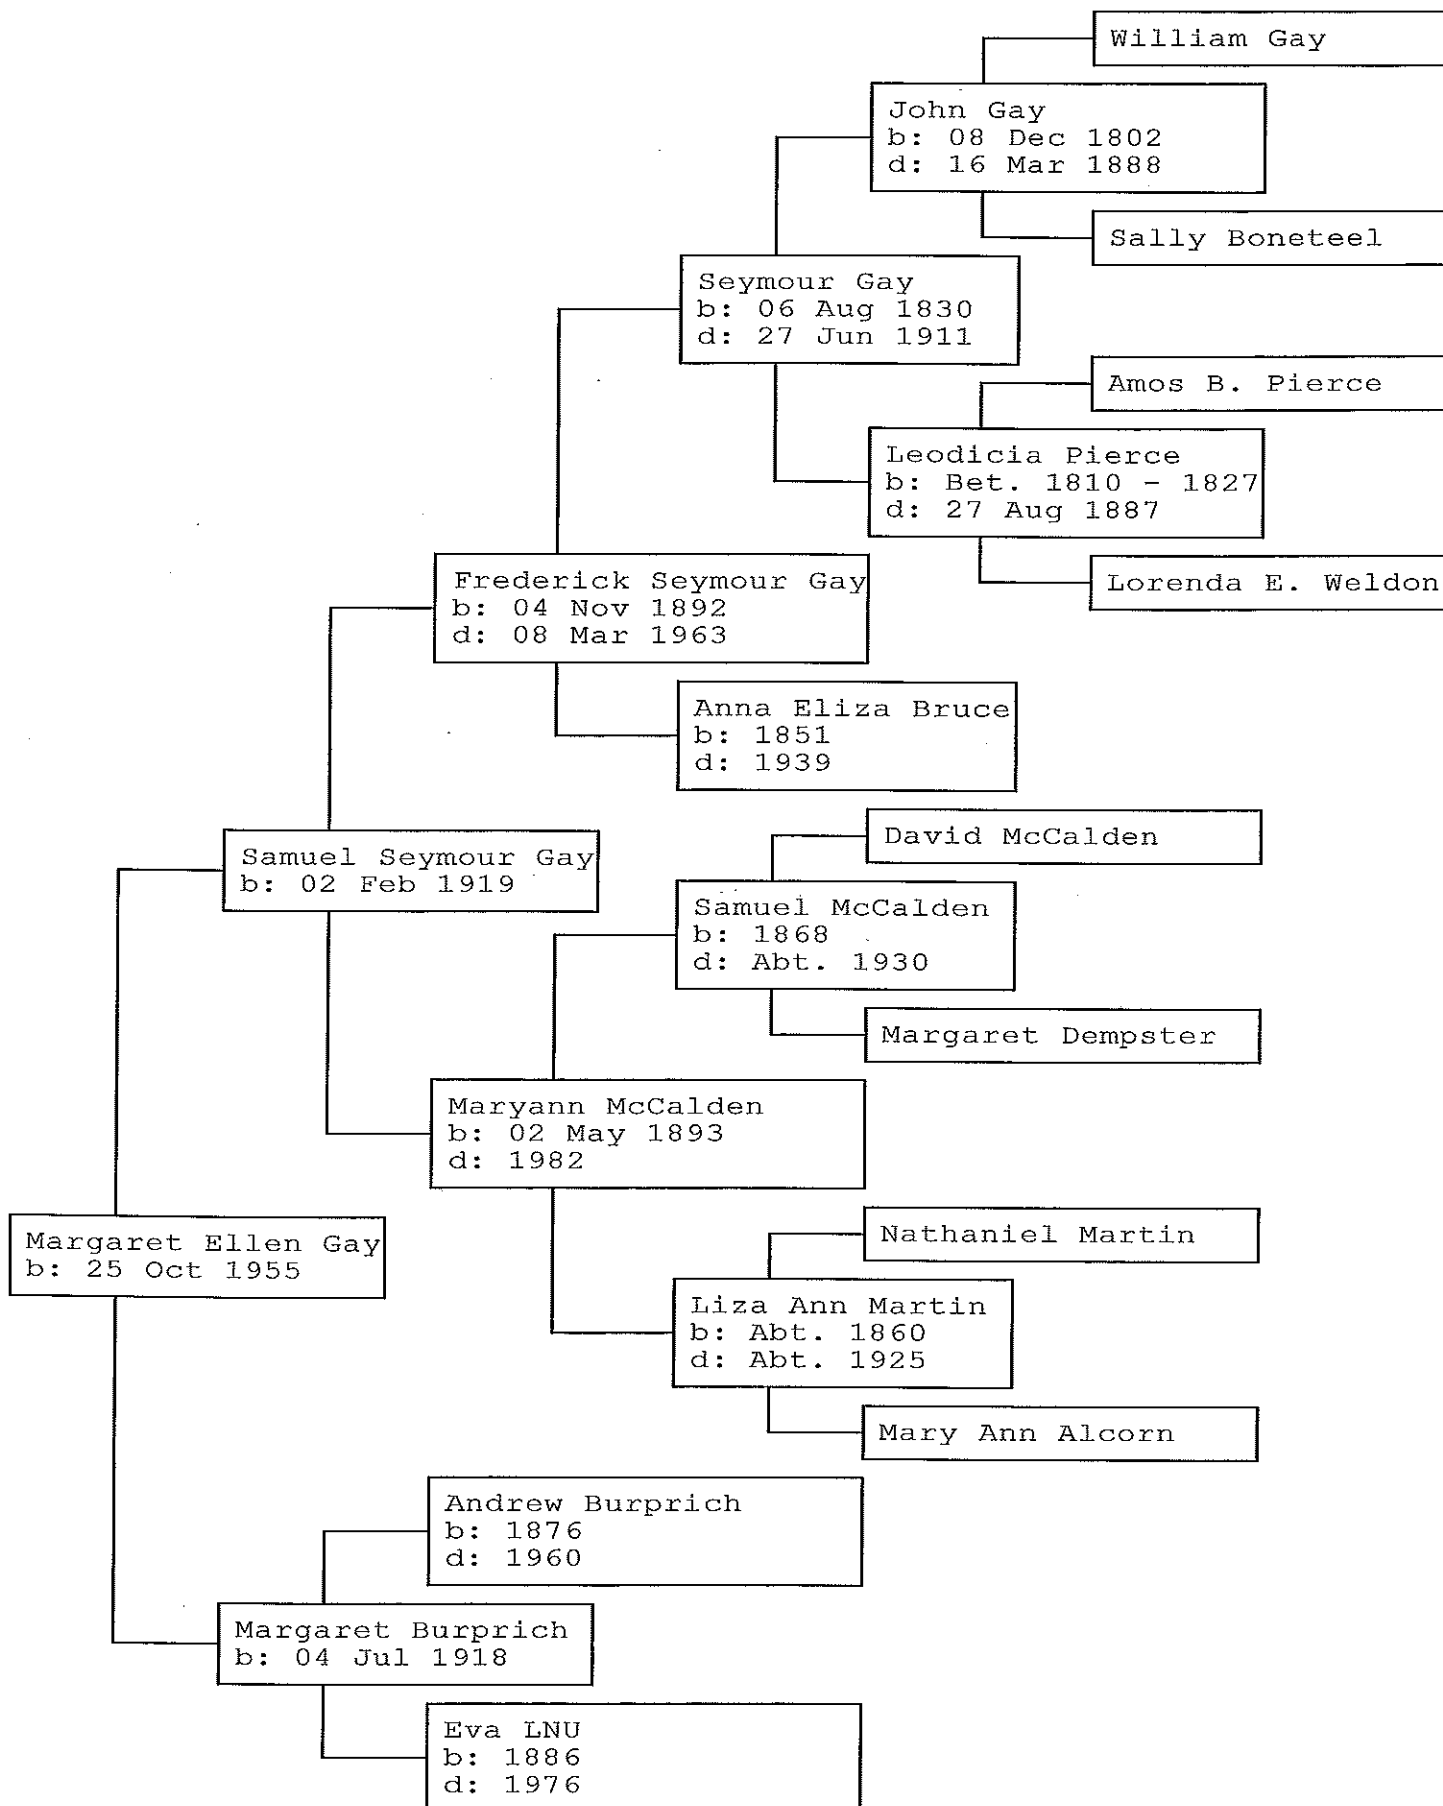 William Gay
John Gay
b: 08 Dec 1802
d: 16 Mar 1888
Sally Boneteel
Seymour Gay
b: 06 Aug 1830
d: 27 Jun 1911
Amos B. Pierce
Leodicia Pierce
b: Bet. 1810 - 1827
d: 27 Aug 1887
Lorenda E. Weldon
Frederick Seymour Gay
b: 04 Nov 1892
d: 08 Mar 1963
Anna Eliza Bruce
b: 1851
d: 1939
Samuel Seymour Gay
b: 02 Feb 1919
David McCalden
Samuel McCalden
b: 1868
d: Abt. 1930
Margaret Dempster
Maryann McCalden
b: 02 May 1893
d: 1982
Nathaniel Martin
Liza Ann Martin
b: Abt. 1860
d: Abt. 1925
Mary Ann Alcorn
Margaret Ellen Gay
b: 25 Oct 1955
Andrew Burprich
b: 1876
d: 1960
Margaret Burprich
b: 04 Jul 1918
Eva LNU
b: 1886
d: 1976